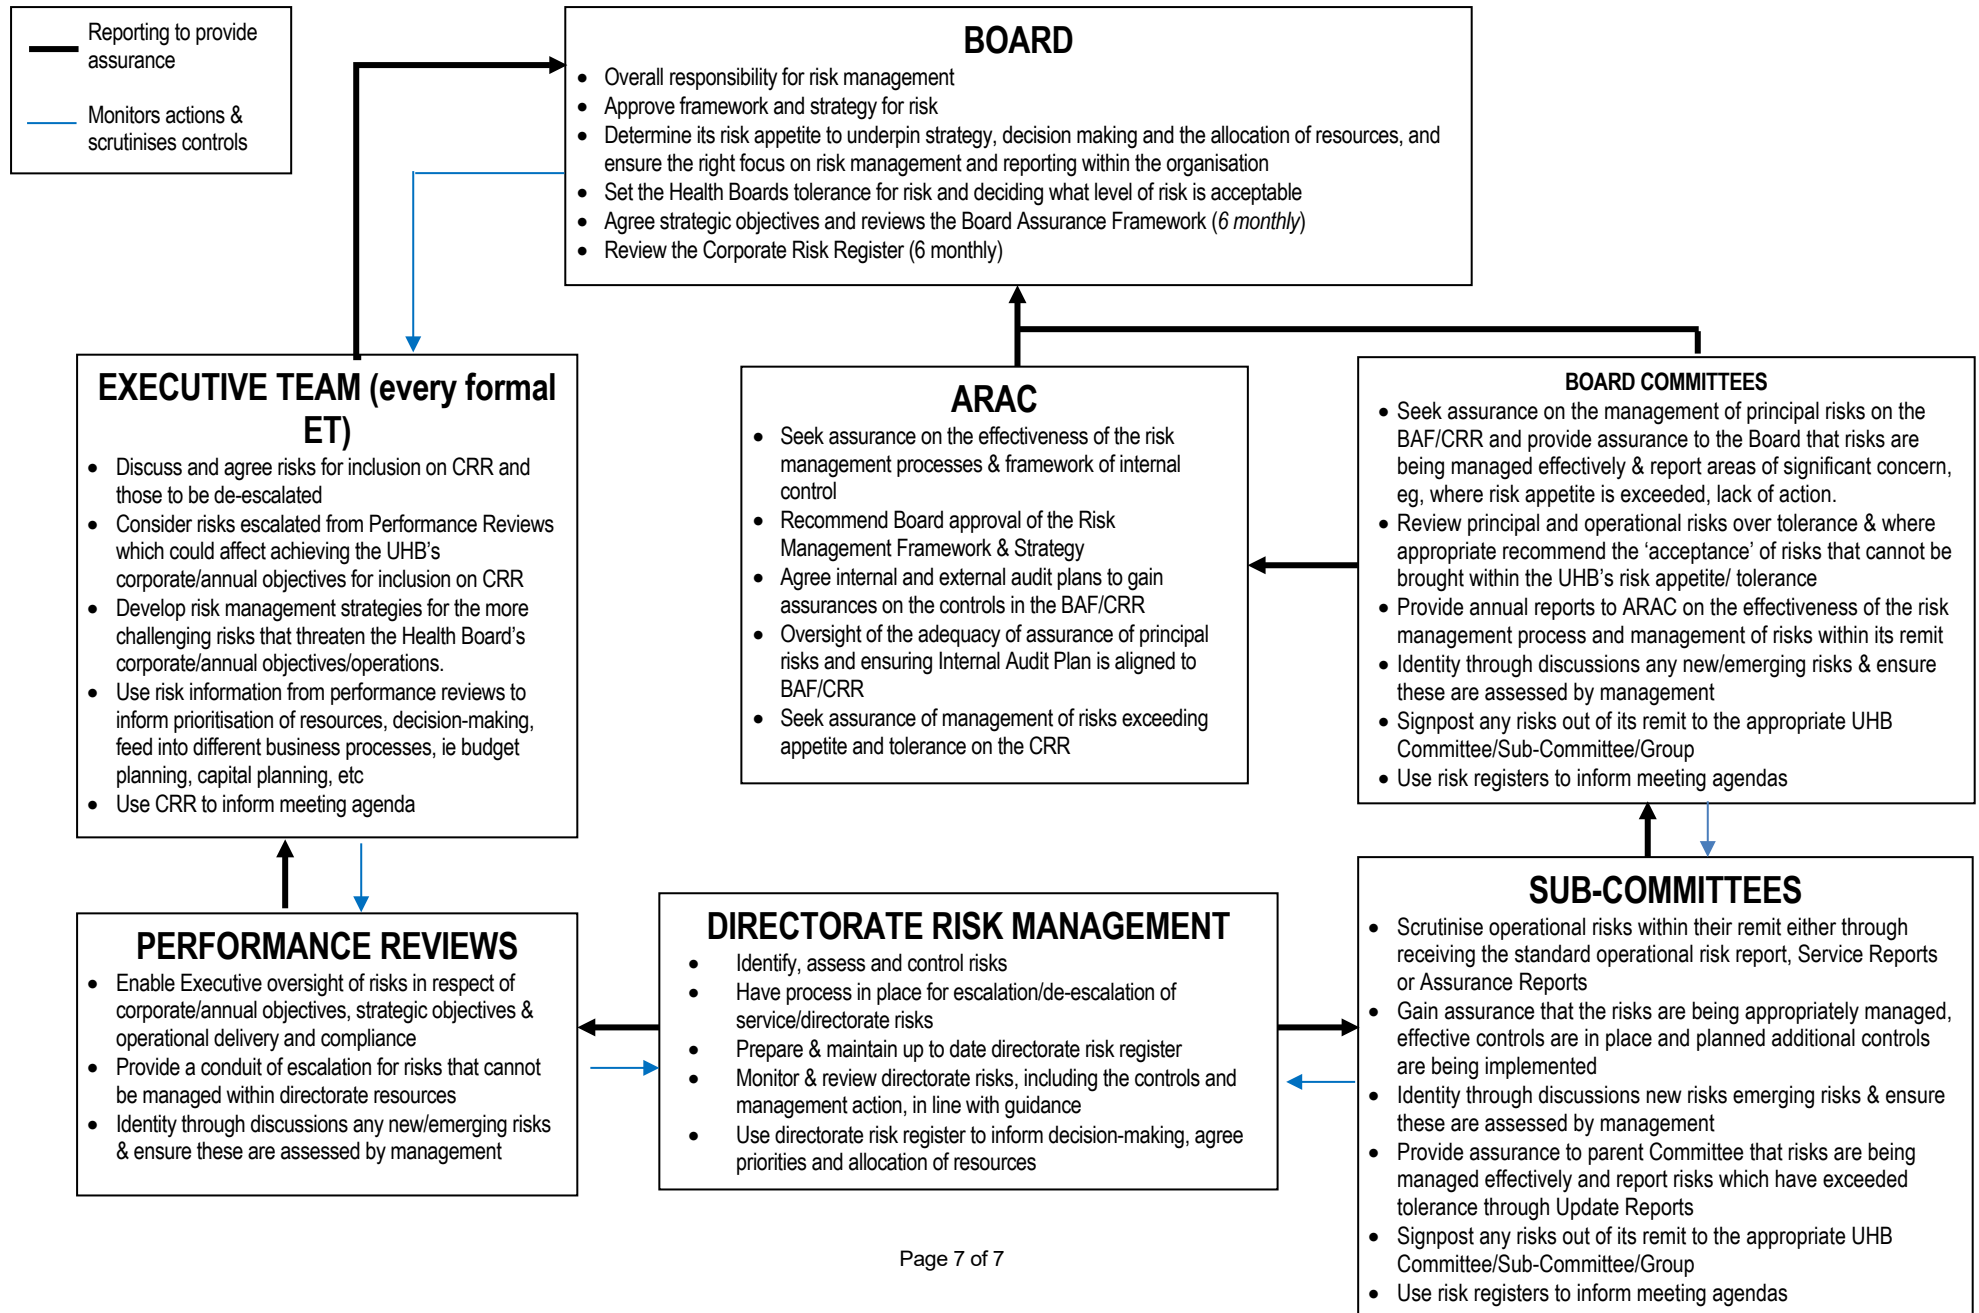 Reporting to provide
assurance
Monitors actions &
scrutinises controls
BOARD
• Overall responsibility for risk management
• Approve framework and strategy for risk
• Determine its risk appetite to underpin strategy, decision making and the allocation of resources, and
ensure the right focus on risk management and reporting within the organisation
• Set the Health Boards tolerance for risk and deciding what level of risk is acceptable
• Agree strategic objectives and reviews the Board Assurance Framework (6 monthly)
• Review the Corporate Risk Register (6 monthly)
EXECUTIVE TEAM (every formal
ET)
• Discuss and agree risks for inclusion on CRR and
those to be de-escalated
• Consider risks escalated from Performance Reviews
which could affect achieving the UHB's
corporate/annual objectives for inclusion on CRR
• Develop risk management strategies for the more
challenging risks that threaten the Health Board's
corporate/annual objectives/operations.
• Use risk information from performance reviews to
inform prioritisation of resources, decision-making,
feed into different business processes, ie budget
planning, capital planning, etc
• Use CRR to inform meeting agenda
ARAC
• Seek assurance on the effectiveness of the risk
management processes & framework of internal
control
• Recommend Board approval of the Risk
Management Framework & Strategy
• Agree internal and external audit plans to gain
assurances on the controls in the BAF/CRR
• Oversight of the adequacy of assurance of principal
risks and ensuring Internal Audit Plan is aligned to
BAF/CRR
• Seek assurance of management of risks exceeding
appetite and tolerance on the CRR
BOARD COMMITTEES
• Seek assurance on the management of principal risks on the
BAF/CRR and provide assurance to the Board that risks are
being managed effectively & report areas of significant concern,
eg, where risk appetite is exceeded, lack of action.
• Review principal and operational risks over tolerance & where
appropriate recommend the 'acceptance' of risks that cannot be
brought within the UHB's risk appetite/ tolerance
• Provide annual reports to ARAC on the effectiveness of the risk
management process and management of risks within its remit
• Identity through discussions any new/emerging risks & ensure
these are assessed by management
• Signpost any risks out of its remit to the appropriate UHB
Committee/Sub-Committee/Group
• Use risk registers to inform meeting agendas
PERFORMANCE REVIEWS
• Enable Executive oversight of risks in respect of
corporate/annual objectives, strategic objectives &
operational delivery and compliance
• Provide a conduit of escalation for risks that cannot
be managed within directorate resources
• Identity through discussions any new/emerging risks
& ensure these are assessed by management
DIRECTORATE RISK MANAGEMENT
• Identify, assess and control risks
• Have process in place for escalation/de-escalation of
service/directorate risks
• Prepare & maintain up to date directorate risk register
• Monitor & review directorate risks, including the controls and
management action, in line with guidance
• Use directorate risk register to inform decision-making, agree
priorities and allocation of resources
SUB-COMMITTEES
• Scrutinise operational risks within their remit either through
receiving the standard operational risk report, Service Reports
or Assurance Reports
• Gain assurance that the risks are being appropriately managed,
effective controls are in place and planned additional controls
are being implemented
• Identity through discussions new risks emerging risks & ensure
these are assessed by management
• Provide assurance to parent Committee that risks are being
managed effectively and report risks which have exceeded
tolerance through Update Reports
• Signpost any risks out of its remit to the appropriate UHB
Committee/Sub-Committee/Group
• Use risk registers to inform meeting agendas
Page 7 of 7